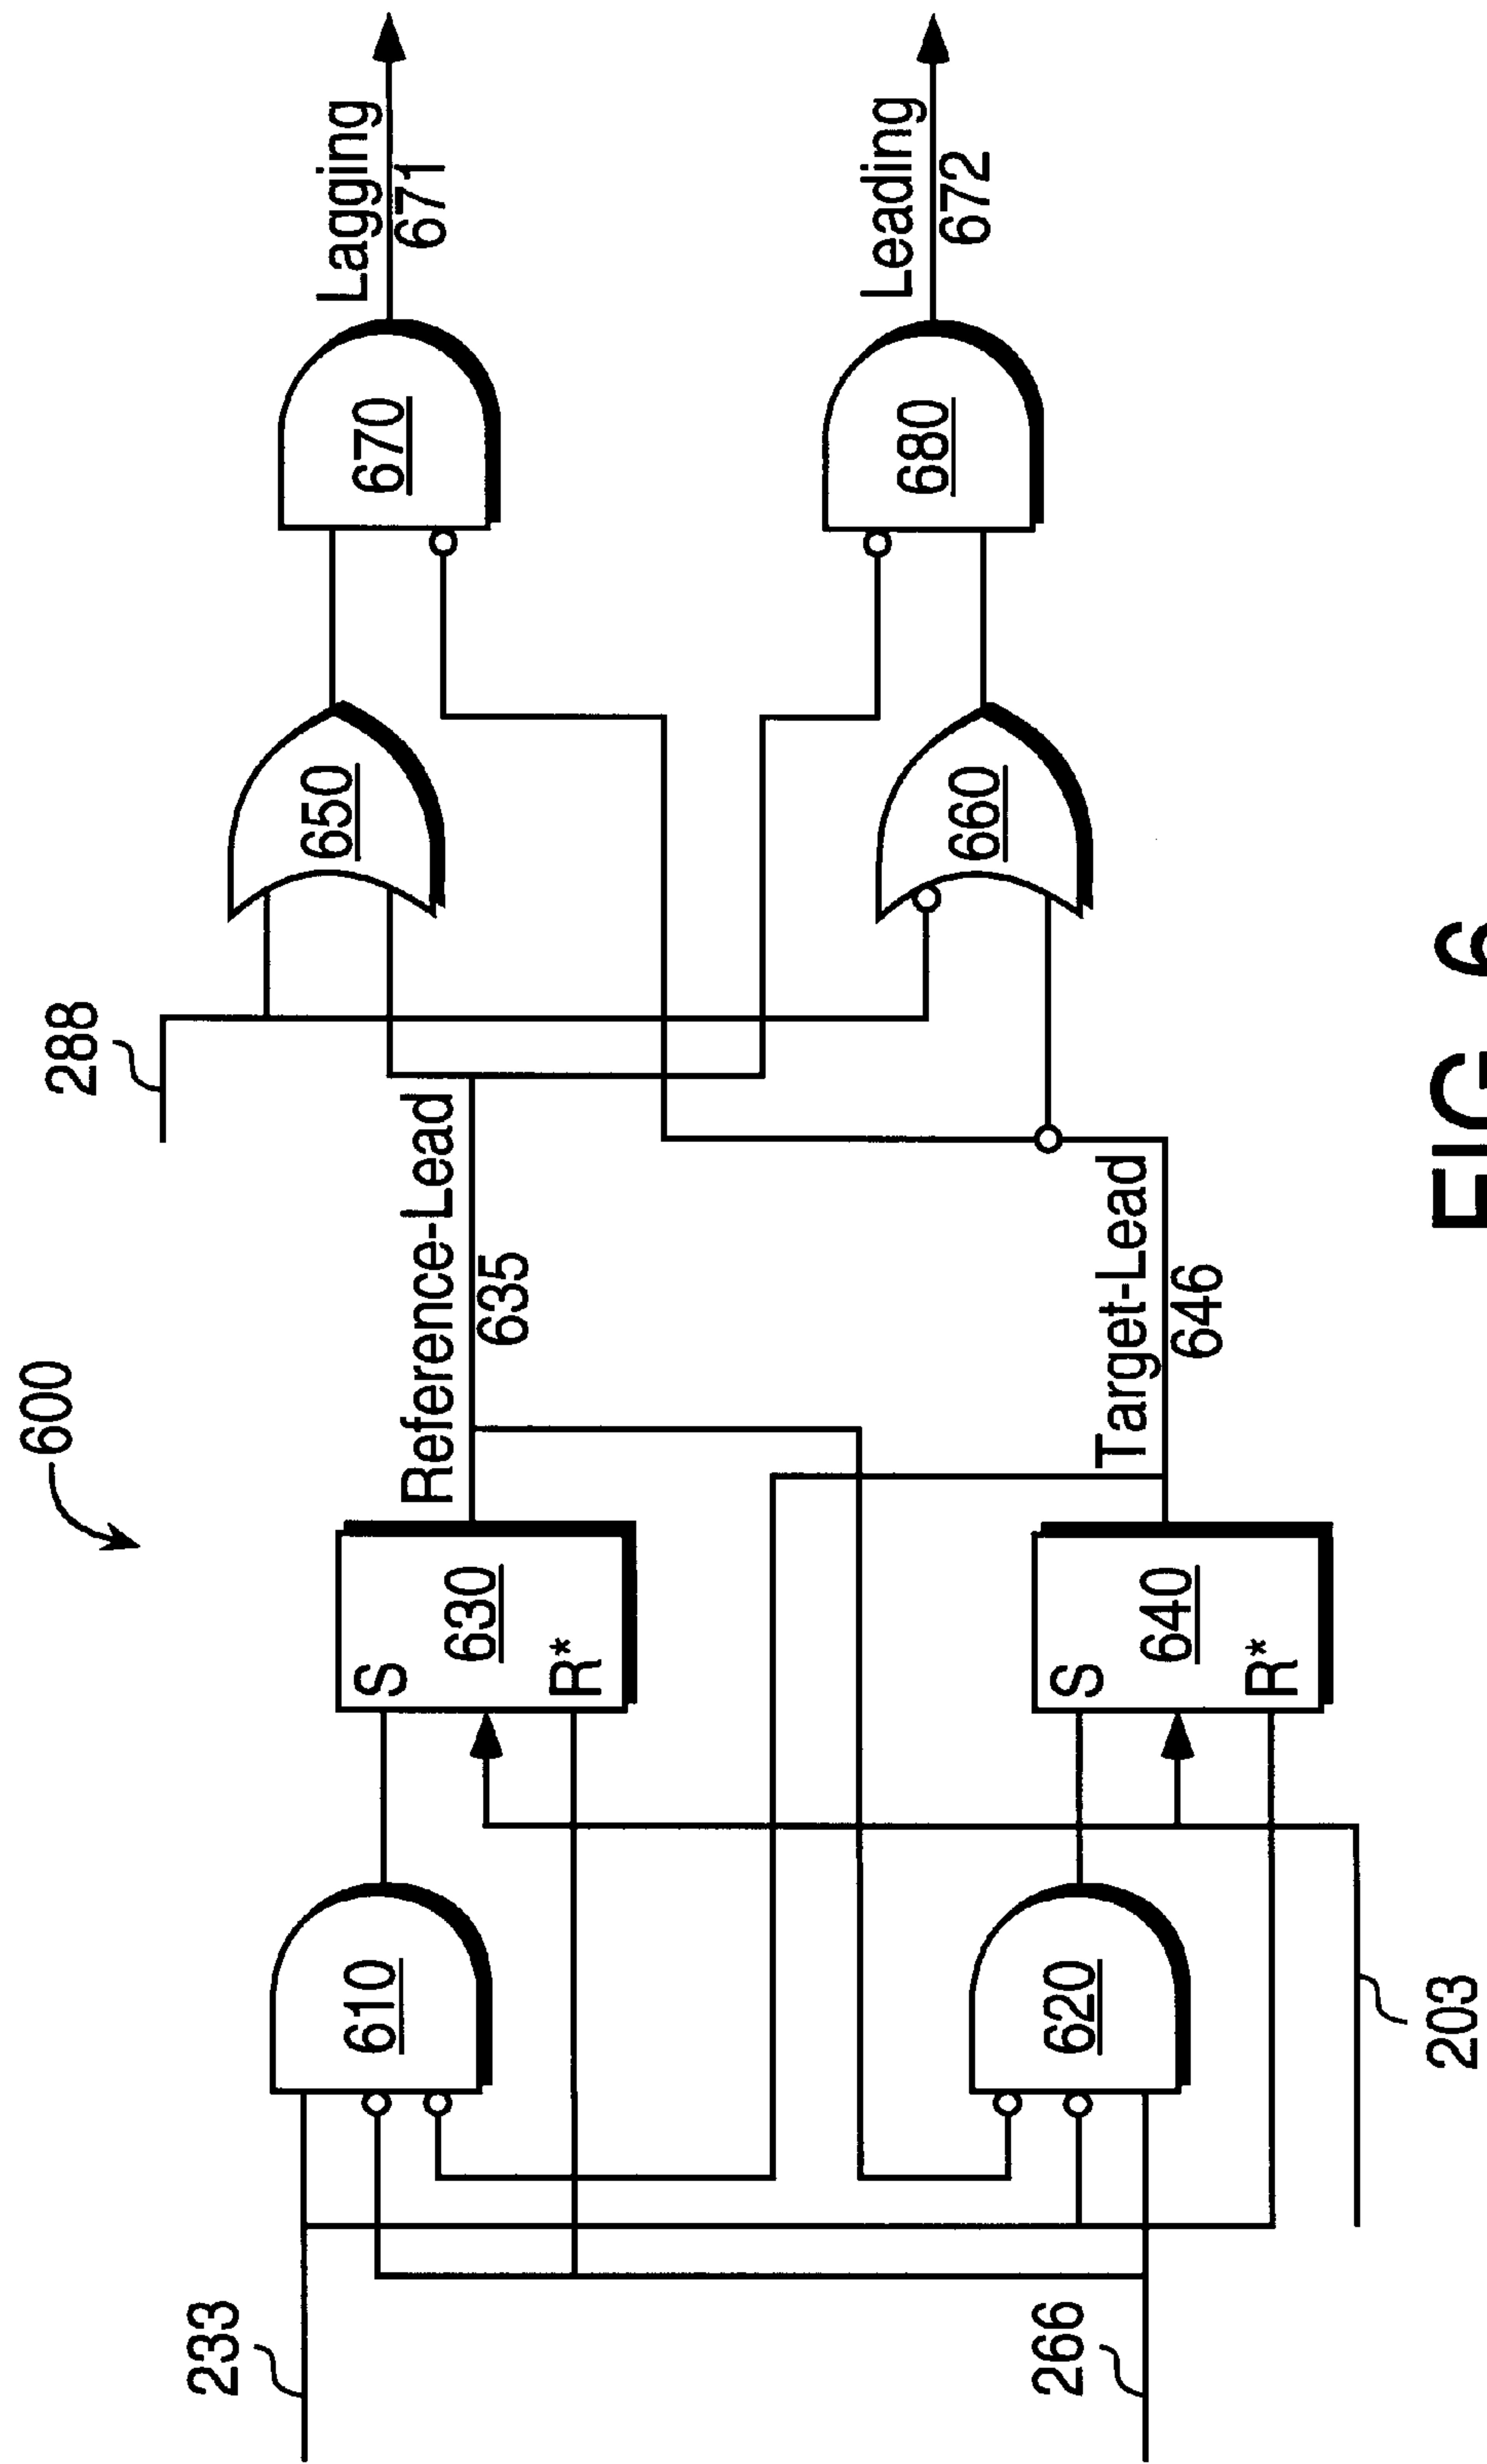 600
233
266
203
610
620
S
630
R*
S
640
R*
Reference-Lead
635
Target-Lead
646
288
650
660
670
680
Lagging
671
Leading
672
FIG 6